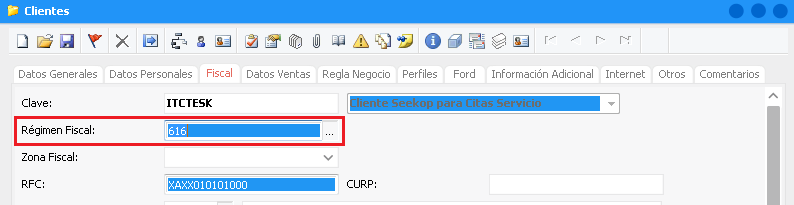 Clientes
Datos Generales Datos Personales Fiscal Datos Ventas Regla Negocio Perfiles Ford Información Adicional Internet Otros Comentarios
Clave: ITCTESK Cliente Seekop para Citas Servicio
Régimen Fiscal: 616 ...
Zona Fiscal:
RFC: XAXX010101000 CURP: